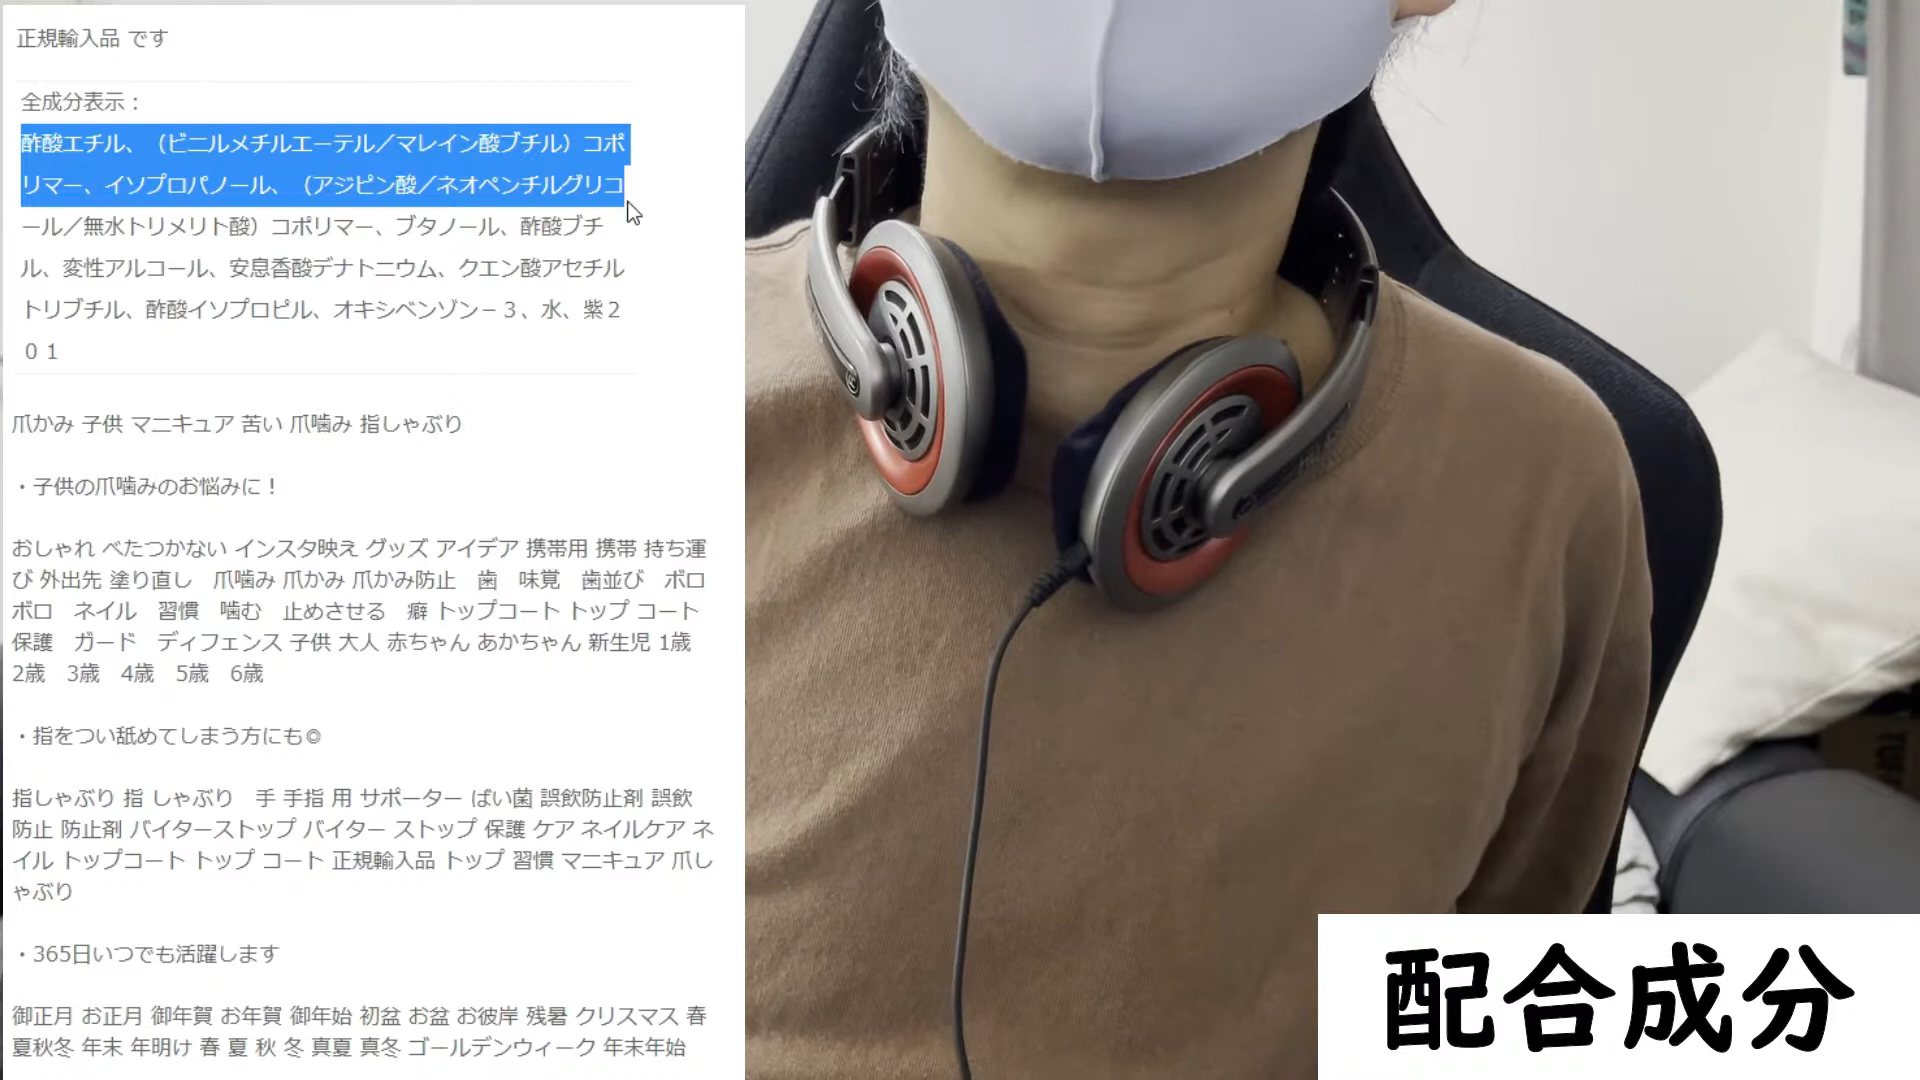 正規輸入品 です
全成分表示：
酢酸エチル、（ビニルメチルエーテル／マレイン酸ブチル）コポ
リマー、イソプロパノール、（アジピン酸／ネオペンチルグリコ
ール／無水トリメリト酸）コポリマー、ブタノール、酢酸ブチ
ル、変性アルコール、安息香酸デナトニウム、クエン酸アセチル
トリブチル、酢酸イソプロピル、オキシベンゾン－３、水、紫２
０１
爪かみ 子供 マニキュア 苦い 爪噛み 指しゃぶり
・子供の爪噛みのお悩みに！
おしゃれ べたつかない インスタ映え グッズ アイデア 携帯用 携帯 持ち運
び 外出先 塗り直し　爪噛み 爪かみ 爪かみ防止　歯　味覚　歯並び　ボロ
ボロ　ネイル　習慣　噛む　止めさせる　癖 トップコート トップ コート
保護　ガード　ディフェンス 子供 大人 赤ちゃん あかちゃん 新生児 1歳
2歳　3歳　4歳　5歳　6歳
・指をつい舐めてしまう方にも◎
指しゃぶり 指 しゃぶり　手 手指 用 サポーター ばい菌 誤飲防止剤 誤飲
防止 防止剤 バイターストップ バイター ストップ 保護 ケア ネイルケア ネ
イル トップコート トップ コート 正規輸入品 トップ 習慣 マニキュア 爪し
ゃぶり
・365日いつでも活躍します
御正月 お正月 御年賀 お年賀 御年始 初盆 お盆 お彼岸 残暑 クリスマス 春
夏秋冬 年末 年明け 春 夏 秋 冬 真夏 真冬 ゴールデンウィーク 年末年始
配合成分